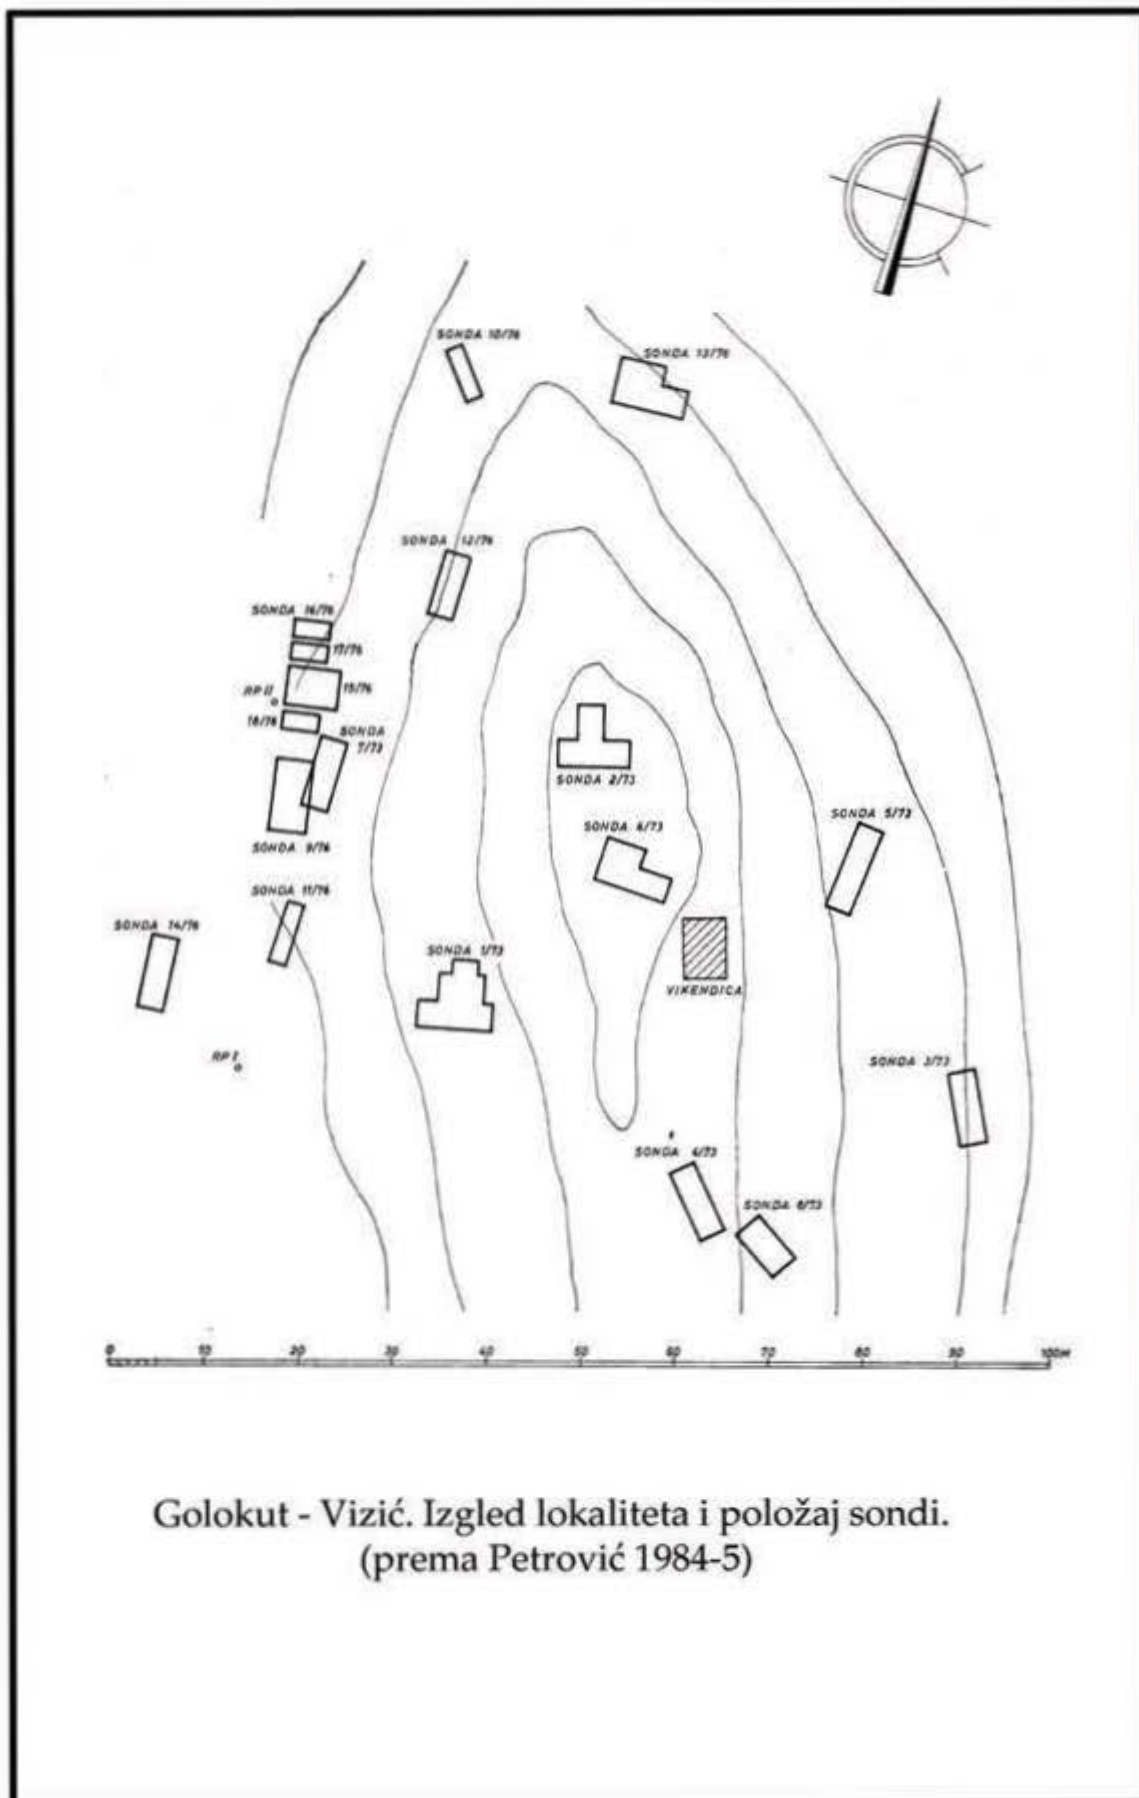 SONDA 10/76
SONDA 13/76
SONDA 12/76
SONDA 16/76
17/76
RP II
15/76
18/76
SONDA
7/73
SONDA 2/73
SONDA 5/73
SONDA 6/73
SONDA 9/76
SONDA 11/76
SONDA 14/76
SONDA 1/73
VIKENDICA
RP I
SONDA 3/73
SONDA 4/73
SONDA 8/73
0 10 20 30 40 50 60 70 80 90 100M
Golokut - Vizić. Izgled lokaliteta i položaj sondi.
(prema Petrović 1984-5)